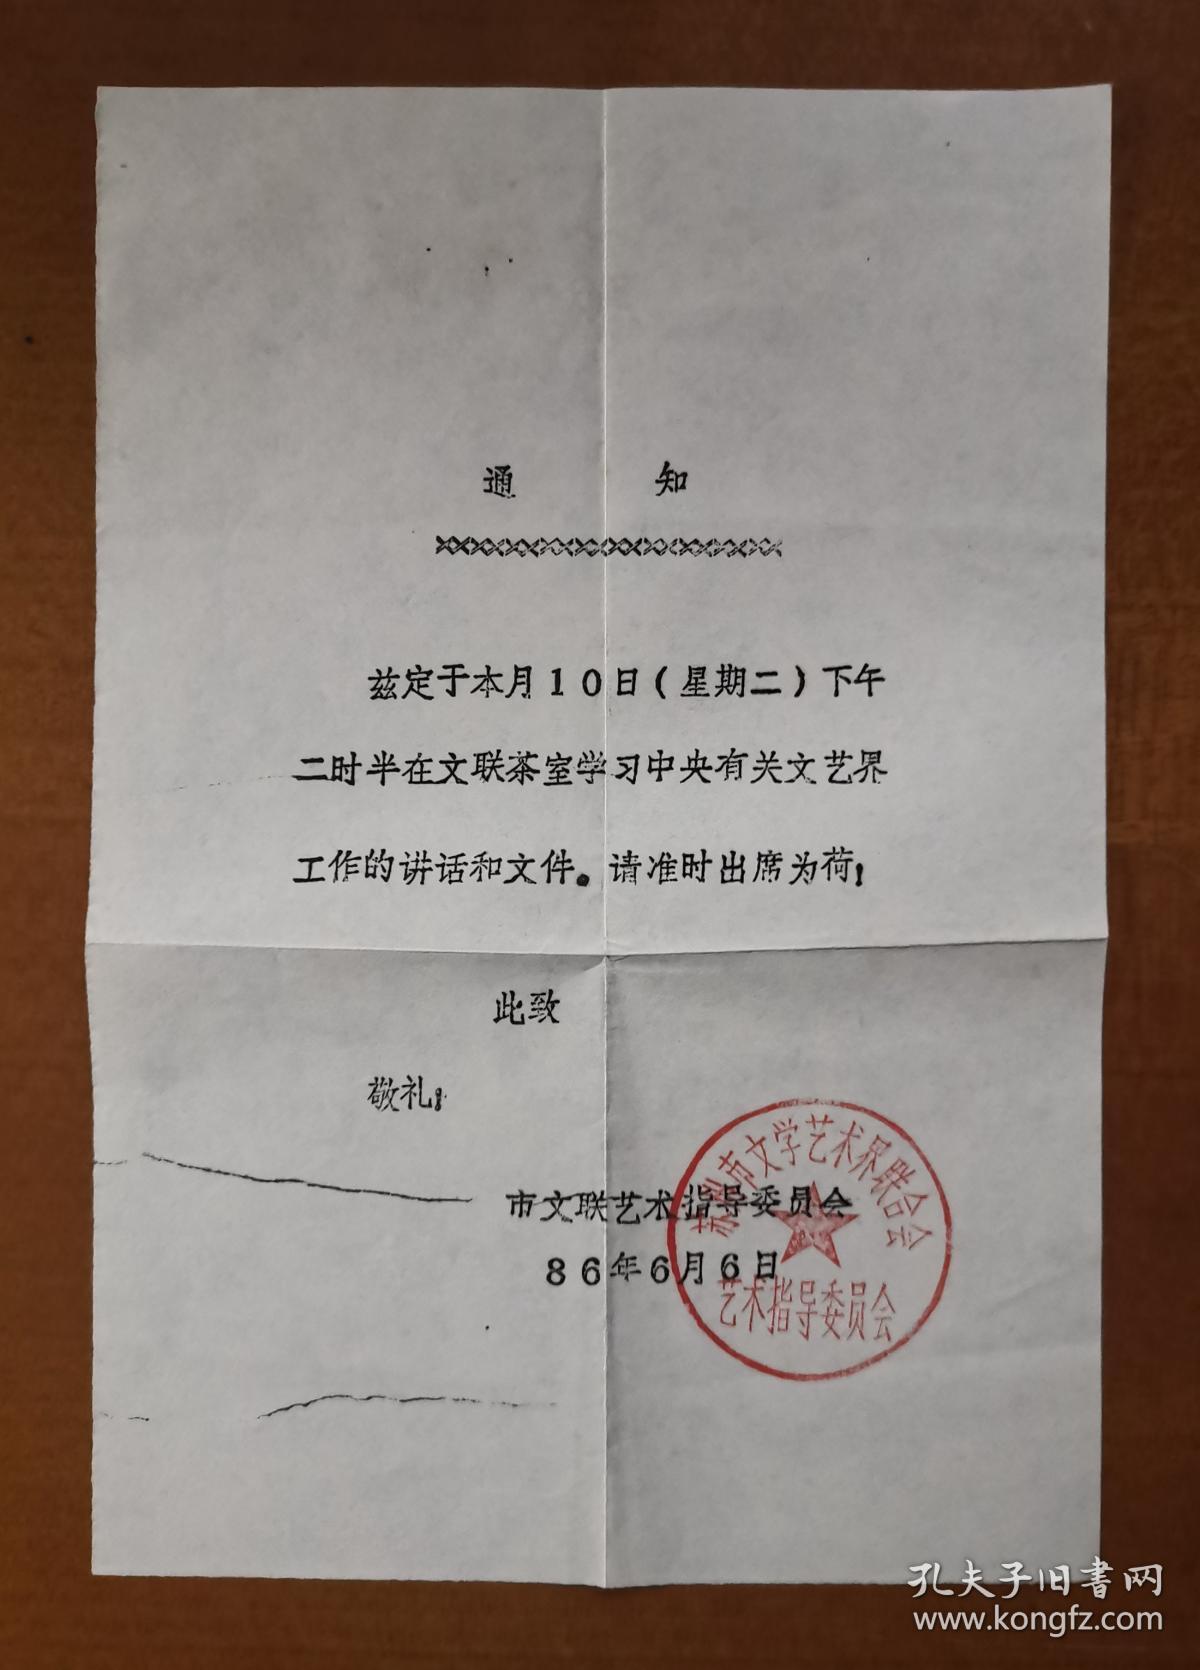 通 知
兹定于本月10日(星期二)下午
二时半在文联茶室学习中央有关文艺界
工作的讲话和文件。请准时出席为荷!
此致
敬礼!
市文联艺术指导委员会
86年6月6日
苏州市文学艺术界联合会
艺术指导委员会
孔夫子旧書网
www.kongfz.com